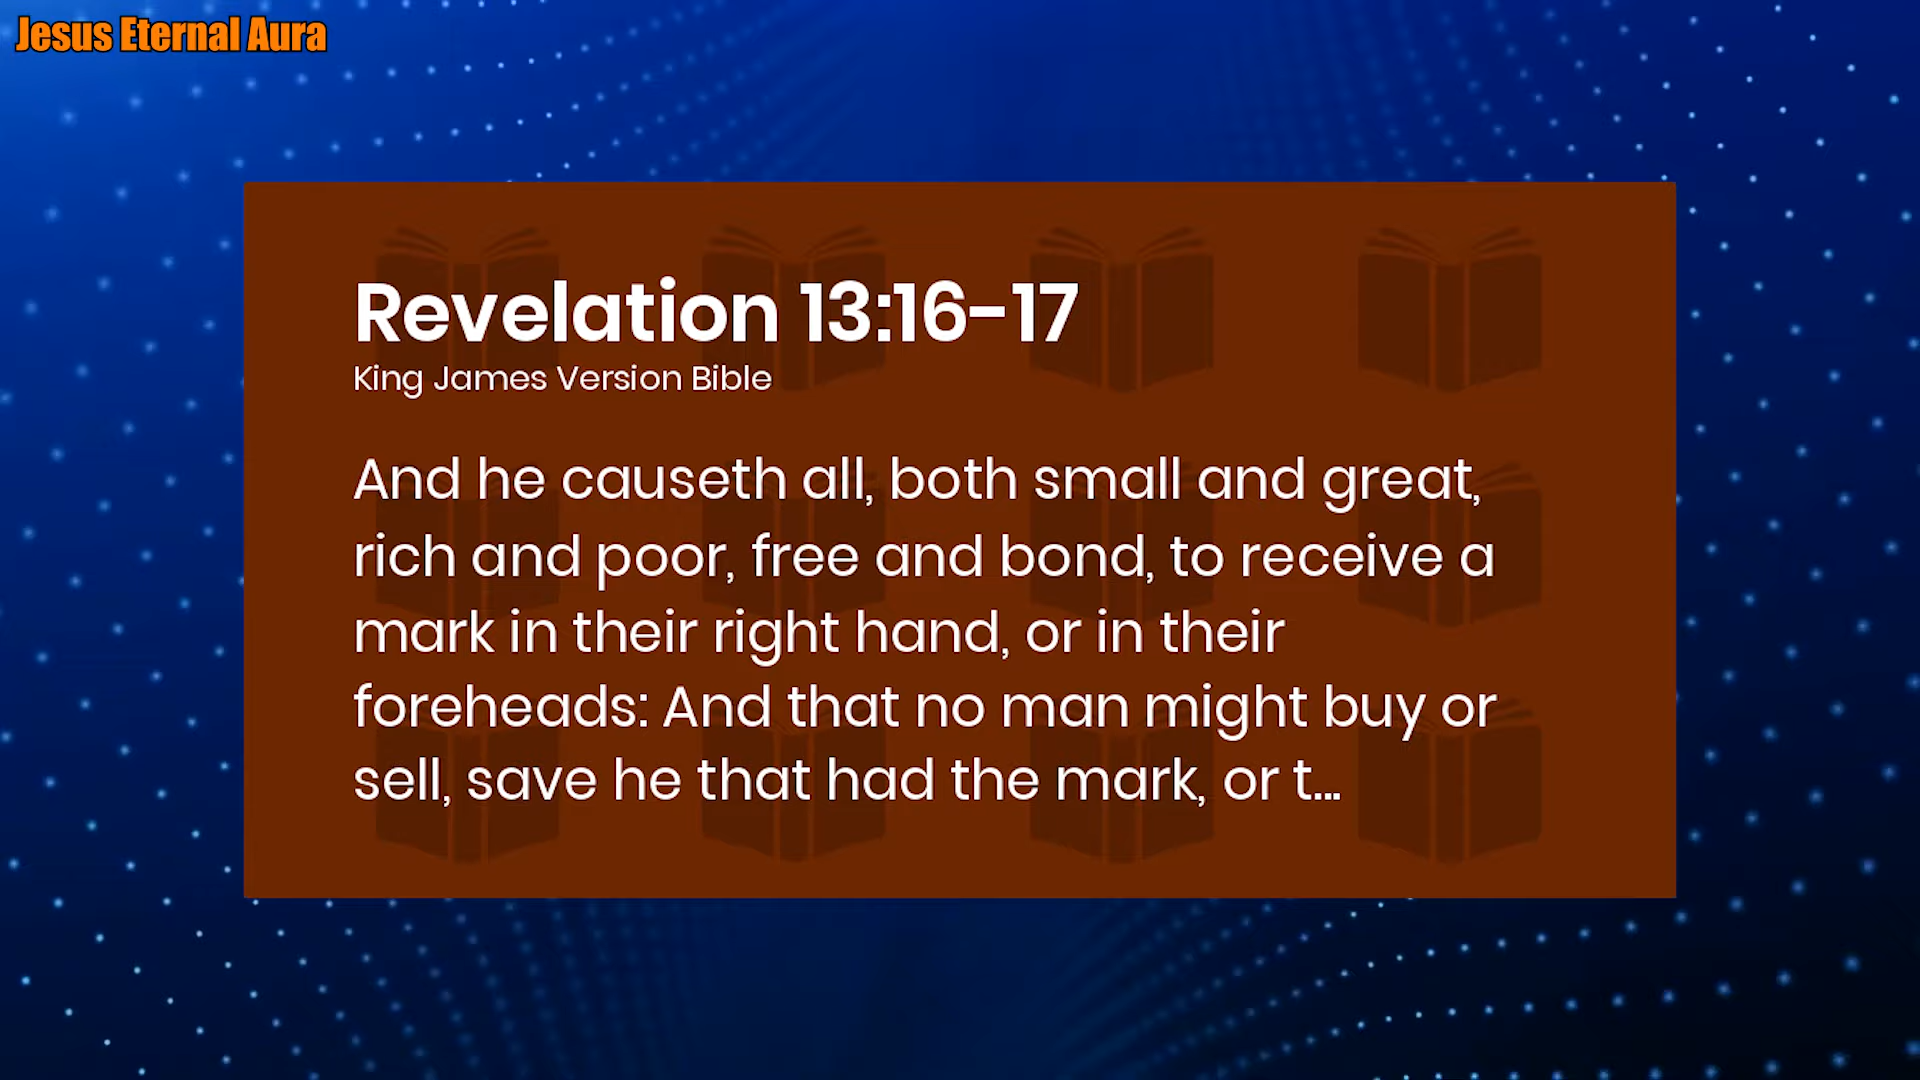 Jesus Eternal Aura
Revelation 13:16-17
King James Version Bible
And he causeth all, both small and great,
rich and poor, free and bond, to receive a
mark in their right hand, or in their
foreheads: And that no man might buy or
sell, save he that had the mark, or t...